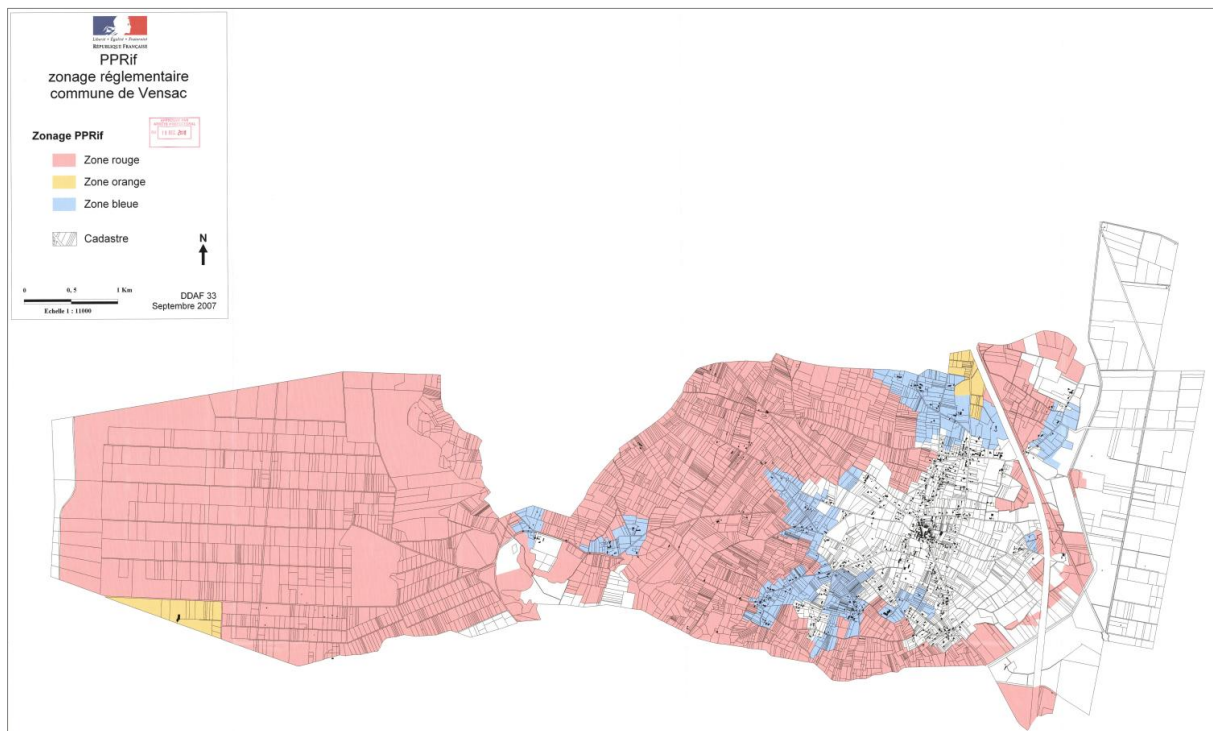 Liberté • Égalité • Fraternité
RÉPUBLIQUE FRANÇAISE
PPRif
zonage réglementaire
commune de Vensac
Zonage PPRif
Zone rouge
Zone orange
Zone bleue
Cadastre
N
0 0, 5 1 Km
Echelle 1 : 11000
DDAF 33
Septembre 2007